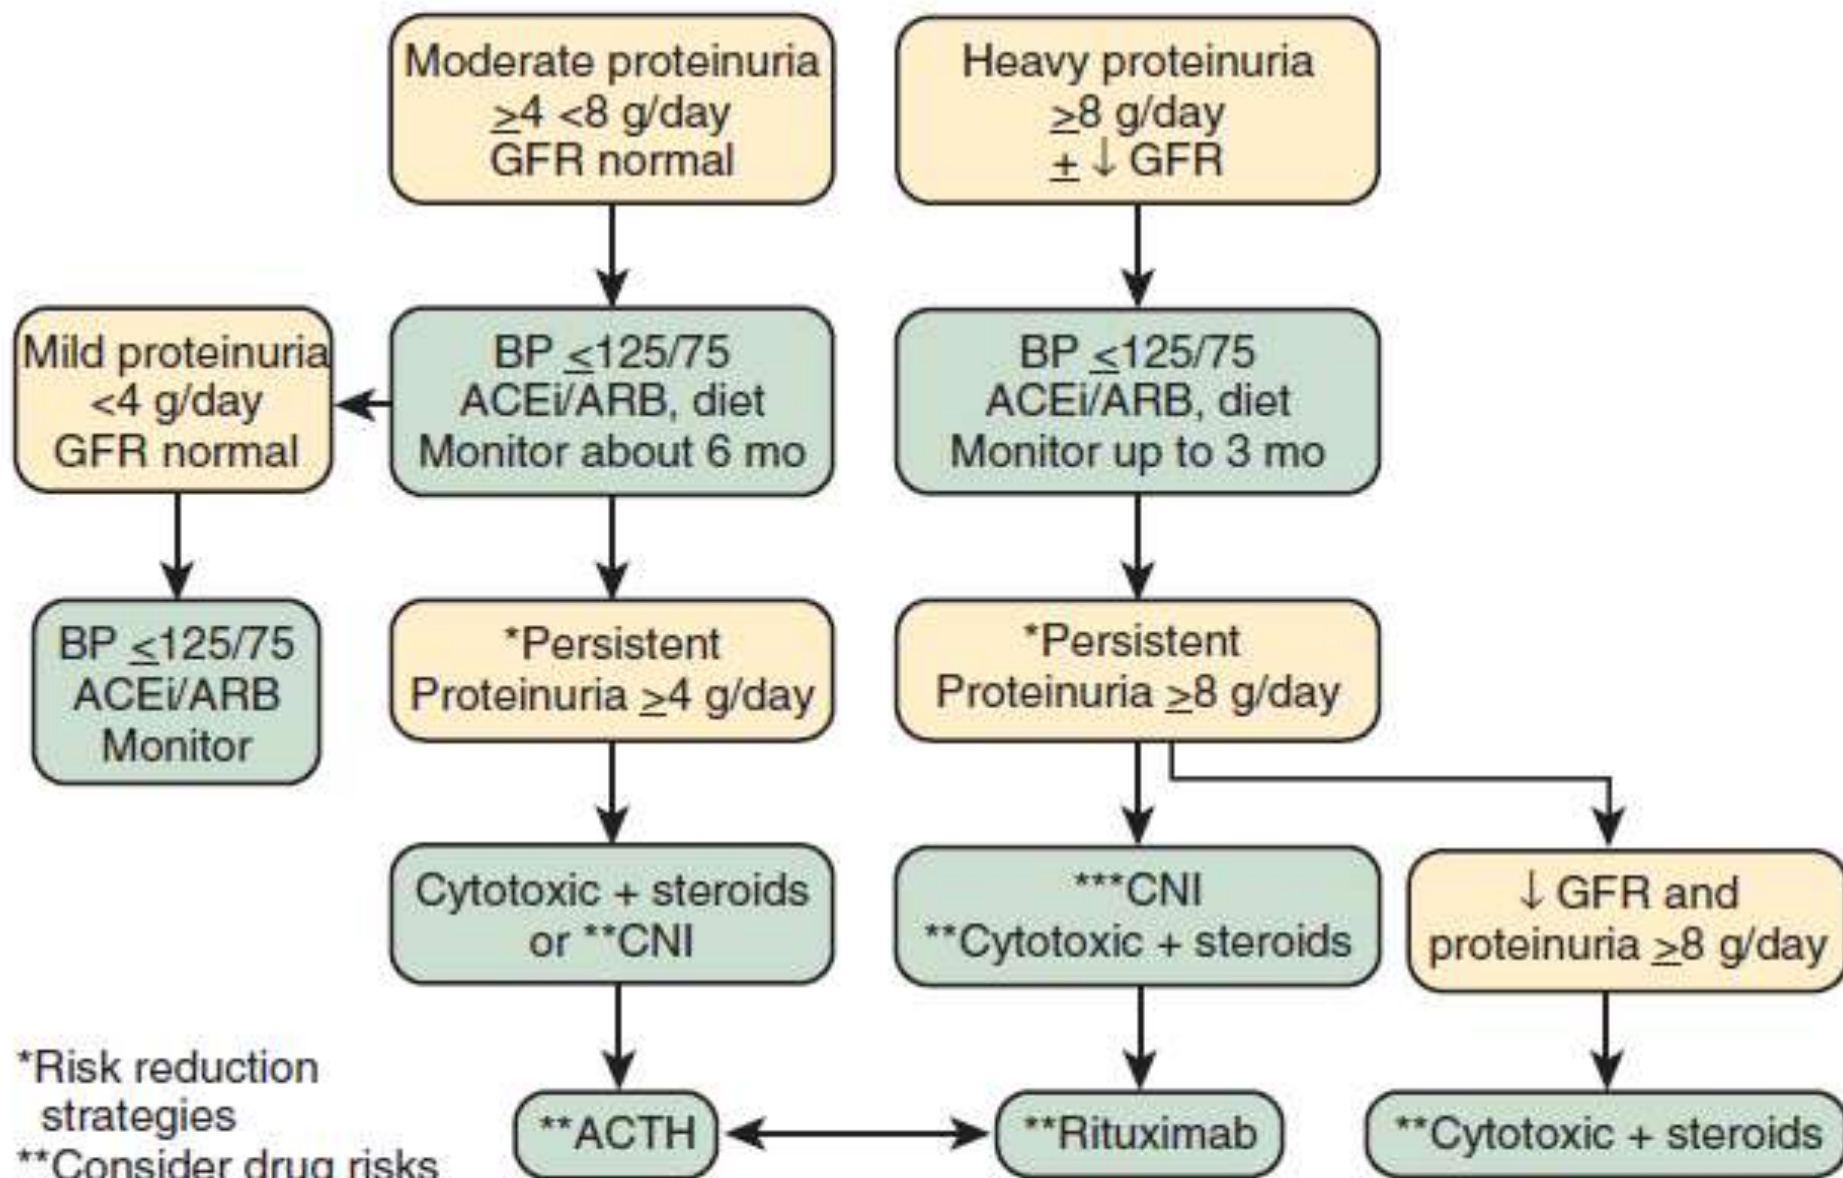 Moderate proteinuria
≥4 <8 g/day
GFR normal
Heavy proteinuria
≥8 g/day
± ↓ GFR
Mild proteinuria
<4 g/day
GFR normal
BP ≤125/75
ACEi/ARB, diet
Monitor about 6 mo
BP ≤125/75
ACEi/ARB, diet
Monitor up to 3 mo
BP ≤125/75
ACEi/ARB
Monitor
*Persistent
Proteinuria ≥4 g/day
*Persistent
Proteinuria ≥8 g/day
Cytotoxic + steroids
or **CNI
***CNI
**Cytotoxic + steroids
↓ GFR and
proteinuria ≥8 g/day
**ACTH
**Rituximab
**Cytotoxic + steroids
*Risk reduction
strategies
**Consider drug risks